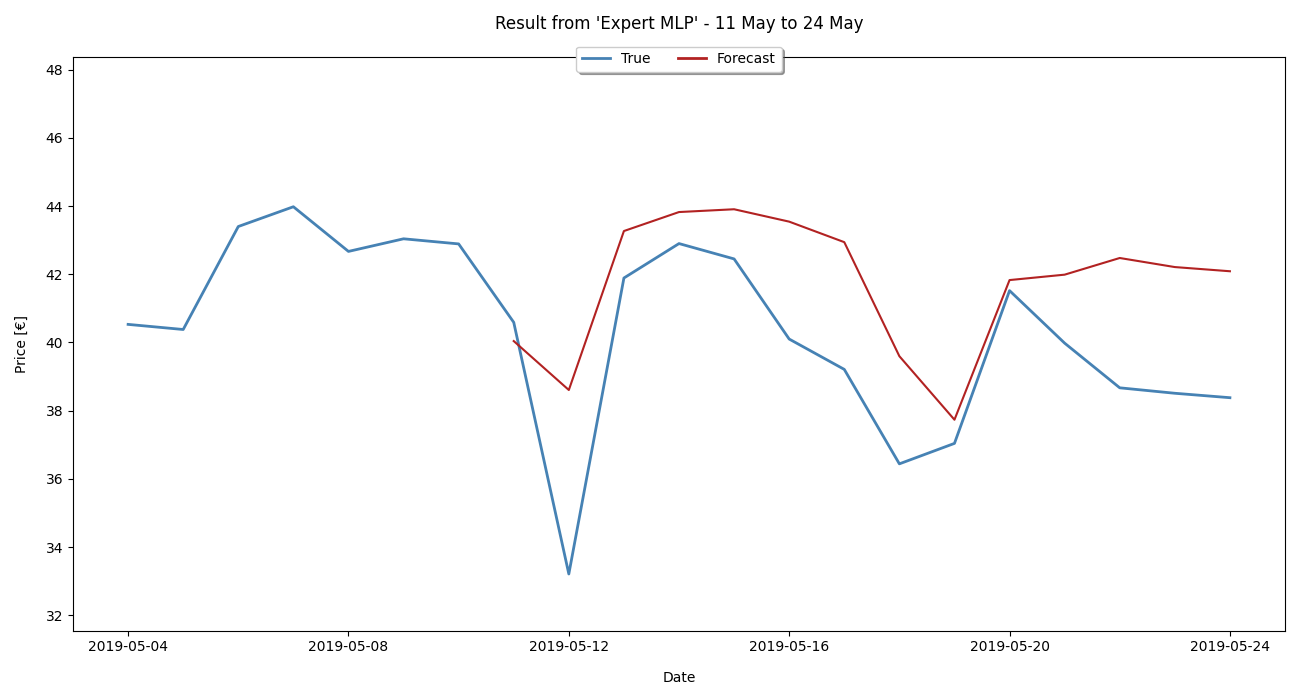 Result from 'Expert MLP' - 11 May to 24 May
True Forecast
48
46
44
42
40
38
36
34
32
Price [€]
2019-05-04 2019-05-08 2019-05-12 2019-05-16 2019-05-20 2019-05-24
Date